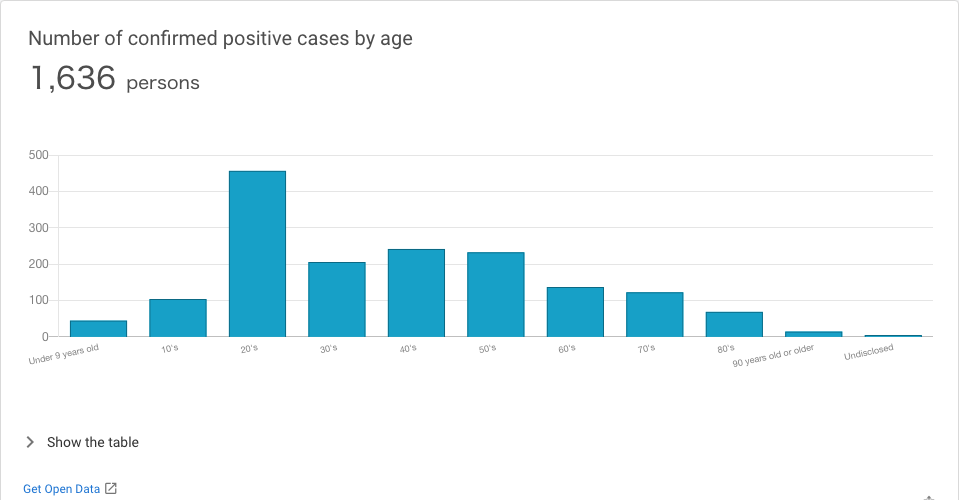 Number of confirmed positive cases by age
1,636 persons
500
400
300
200
100
0
Under 9 years old
10's
20's
30's
40's
50's
60's
70's
80's
90 years old or older
Undisclosed
Show the table
Get Open Data